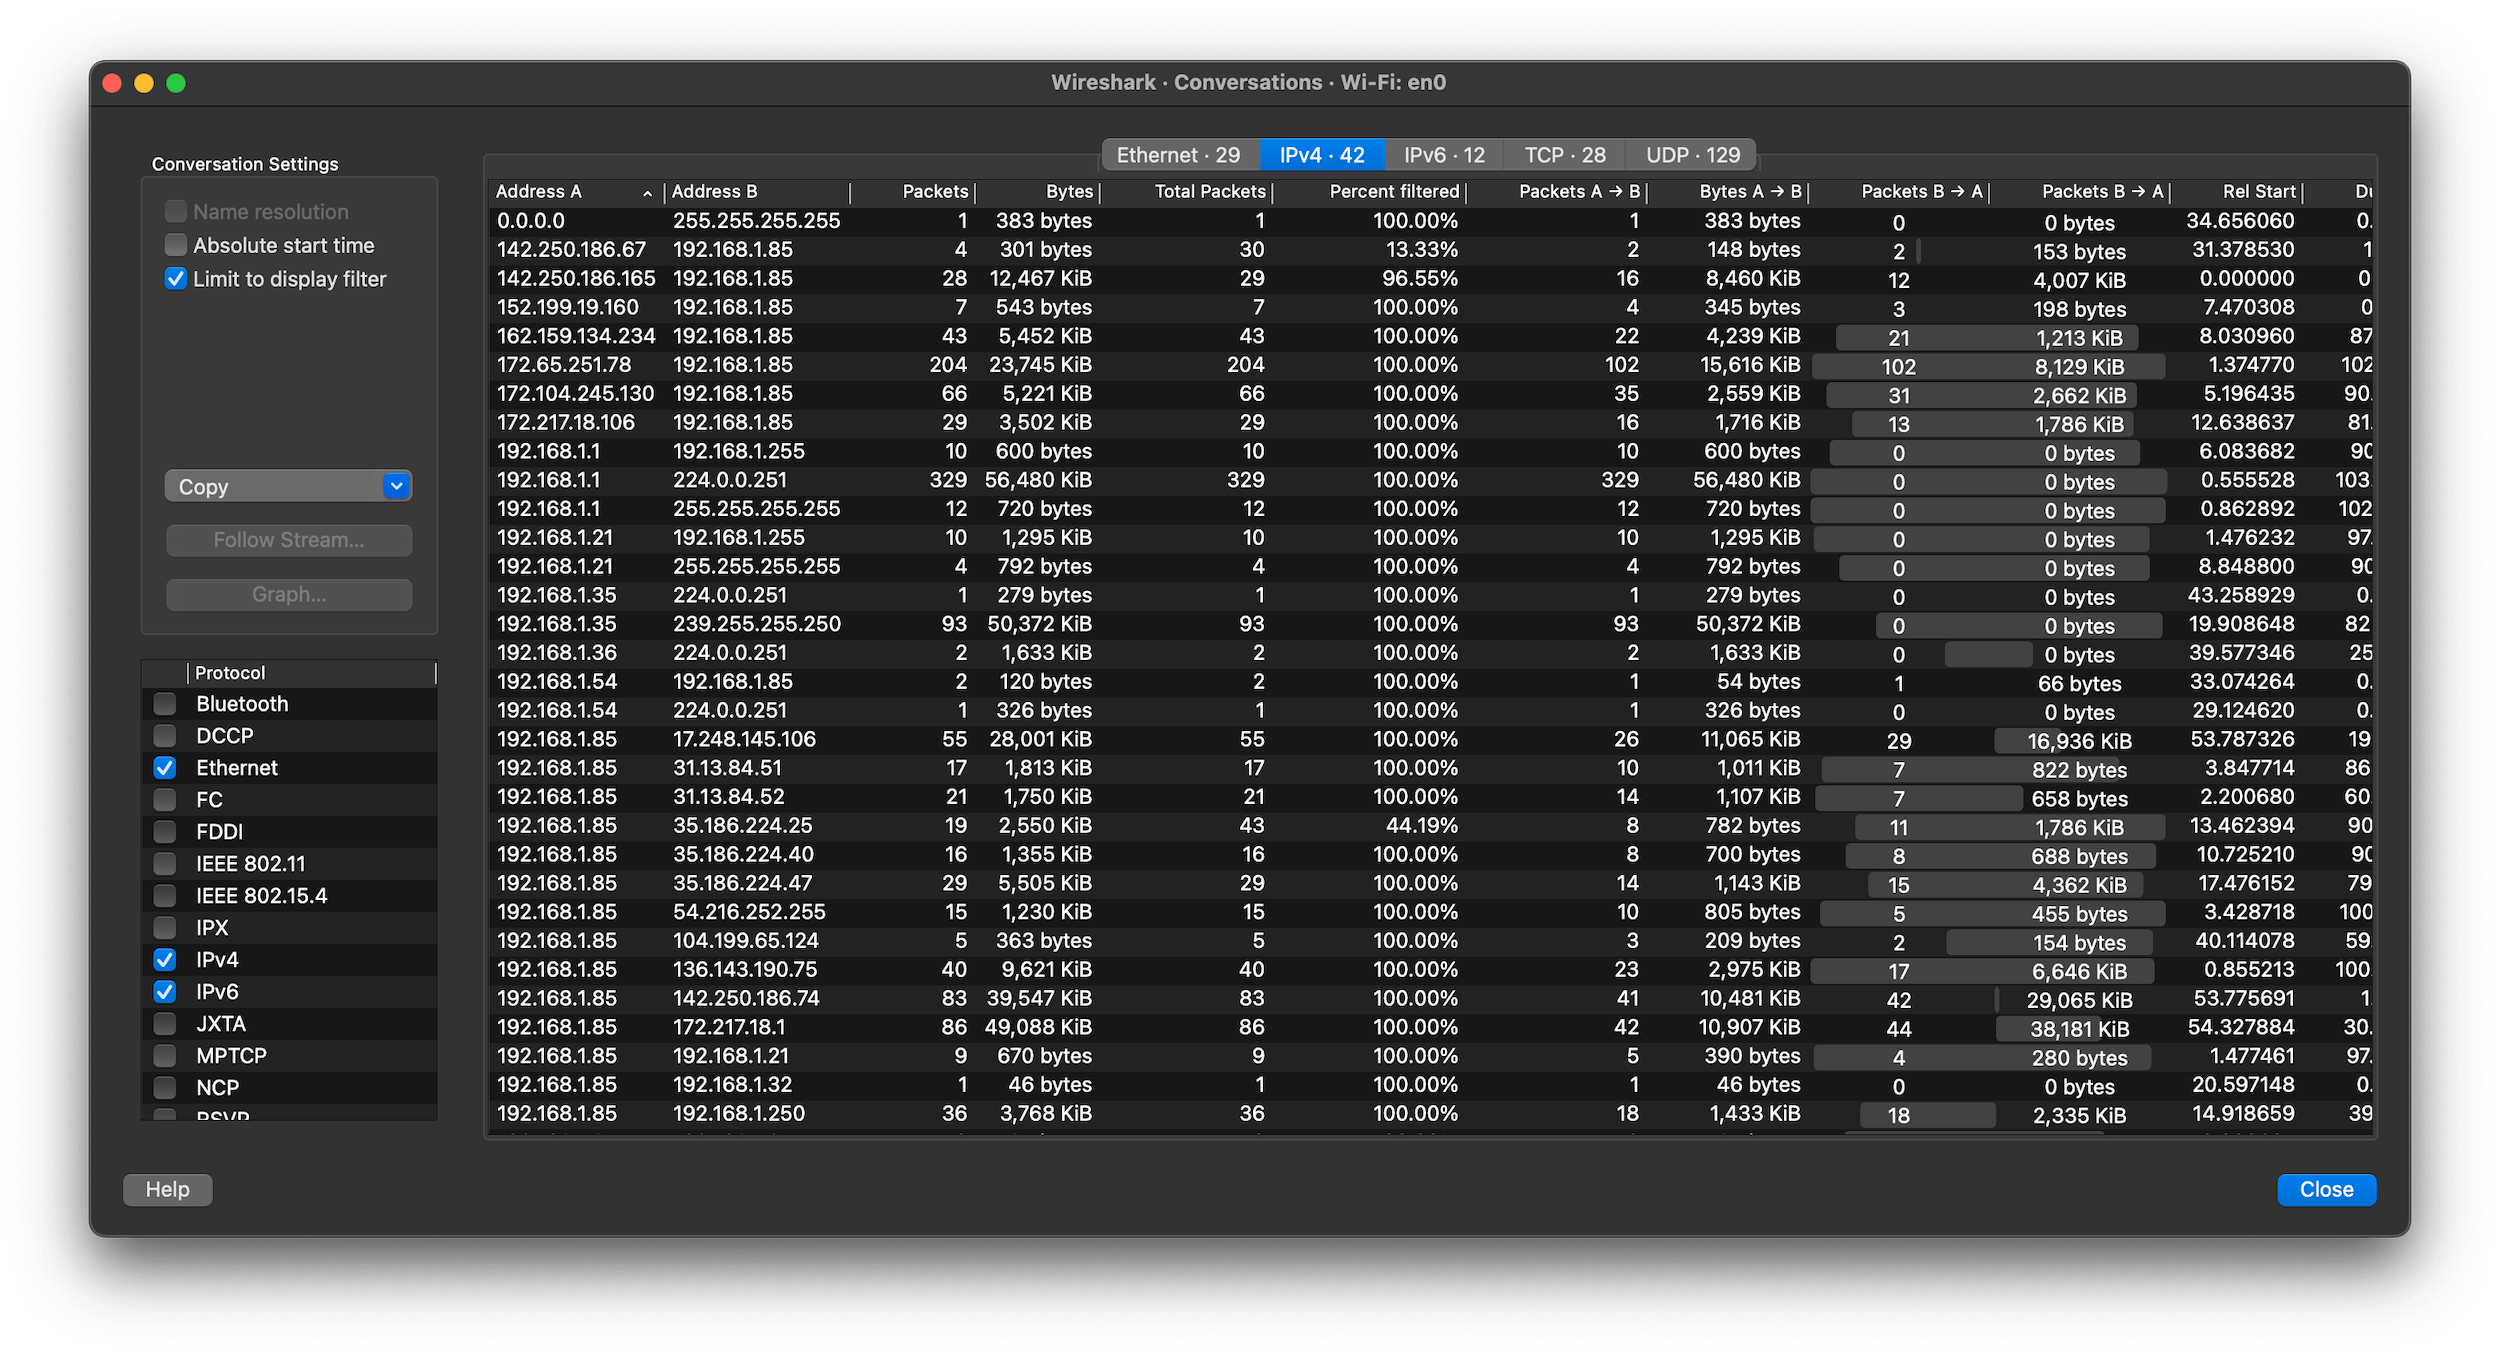 Wireshark · Conversations · Wi-Fi: en0
Conversation Settings
Name resolution
Absolute start time
Limit to display filter
Copy
Follow Stream...
Graph...
Protocol
Bluetooth
DCCP
Ethernet
FC
FDDI
IEEE 802.11
IEEE 802.15.4
IPX
IPv4
IPv6
JXTA
MPTCP
NCP
RSVP
Ethernet · 29 IPv4 · 42 IPv6 · 12 TCP · 28 UDP · 129
Address A Address B Packets Bytes Total Packets Percent filtered Packets A → B Bytes A → B Packets B → A Packets B → A Rel Start Du
0.0.0.0 255.255.255.255 1 383 bytes 1 100.00% 1 383 bytes 0 0 bytes 34.656060 0.
142.250.186.67 192.168.1.85 4 301 bytes 30 13.33% 2 148 bytes 2 153 bytes 31.378530 1
142.250.186.165 192.168.1.85 28 12,467 KiB 29 96.55% 16 8,460 KiB 12 4,007 KiB 0.000000 0
152.199.19.160 192.168.1.85 7 543 bytes 7 100.00% 4 345 bytes 3 198 bytes 7.470308 0
162.159.134.234 192.168.1.85 43 5,452 KiB 43 100.00% 22 4,239 KiB 21 1,213 KiB 8.030960 87
172.65.251.78 192.168.1.85 204 23,745 KiB 204 100.00% 102 15,616 KiB 102 8,129 KiB 1.374770 102
172.104.245.130 192.168.1.85 66 5,221 KiB 66 100.00% 35 2,559 KiB 31 2,662 KiB 5.196435 90.
172.217.18.106 192.168.1.85 29 3,502 KiB 29 100.00% 16 1,716 KiB 13 1,786 KiB 12.638637 81.
192.168.1.1 192.168.1.255 10 600 bytes 10 100.00% 10 600 bytes 0 0 bytes 6.083682 90
192.168.1.1 224.0.0.251 329 56,480 KiB 329 100.00% 329 56,480 KiB 0 0 bytes 0.555528 103.
192.168.1.1 255.255.255.255 12 720 bytes 12 100.00% 12 720 bytes 0 0 bytes 0.862892 102
192.168.1.21 192.168.1.255 10 1,295 KiB 10 100.00% 10 1,295 KiB 0 0 bytes 1.476232 97.
192.168.1.21 255.255.255.255 4 792 bytes 4 100.00% 4 792 bytes 0 0 bytes 8.848800 90
192.168.1.35 224.0.0.251 1 279 bytes 1 100.00% 1 279 bytes 0 0 bytes 43.258929 0.
192.168.1.35 239.255.255.250 93 50,372 KiB 93 100.00% 93 50,372 KiB 0 0 bytes 19.908648 82
192.168.1.36 224.0.0.251 2 1,633 KiB 2 100.00% 2 1,633 KiB 0 0 bytes 39.577346 25
192.168.1.54 192.168.1.85 2 120 bytes 2 100.00% 1 54 bytes 1 66 bytes 33.074264 0.
192.168.1.54 224.0.0.251 1 326 bytes 1 100.00% 1 326 bytes 0 0 bytes 29.124620 0.
192.168.1.85 17.248.145.106 55 28,001 KiB 55 100.00% 26 11,065 KiB 29 16,936 KiB 53.787326 19
192.168.1.85 31.13.84.51 17 1,813 KiB 17 100.00% 10 1,011 KiB 7 822 bytes 3.847714 86
192.168.1.85 31.13.84.52 21 1,750 KiB 21 100.00% 14 1,107 KiB 7 658 bytes 2.200680 60.
192.168.1.85 35.186.224.25 19 2,550 KiB 43 44.19% 8 782 bytes 11 1,786 KiB 13.462394 90
192.168.1.85 35.186.224.40 16 1,355 KiB 16 100.00% 8 700 bytes 8 688 bytes 10.725210 90
192.168.1.85 35.186.224.47 29 5,505 KiB 29 100.00% 14 1,143 KiB 15 4,362 KiB 17.476152 79
192.168.1.85 54.216.252.255 15 1,230 KiB 15 100.00% 10 805 bytes 5 455 bytes 3.428718 100
192.168.1.85 104.199.65.124 5 363 bytes 5 100.00% 3 209 bytes 2 154 bytes 40.114078 59.
192.168.1.85 136.143.190.75 40 9,621 KiB 40 100.00% 23 2,975 KiB 17 6,646 KiB 0.855213 100.
192.168.1.85 142.250.186.74 83 39,547 KiB 83 100.00% 41 10,481 KiB 42 29,065 KiB 53.775691 1.
192.168.1.85 172.217.18.1 86 49,088 KiB 86 100.00% 42 10,907 KiB 44 38,181 KiB 54.327884 30.
192.168.1.85 192.168.1.21 9 670 bytes 9 100.00% 5 390 bytes 4 280 bytes 1.477461 97.
192.168.1.85 192.168.1.32 1 46 bytes 1 100.00% 1 46 bytes 0 0 bytes 20.597148 0.
192.168.1.85 192.168.1.250 36 3,768 KiB 36 100.00% 18 1,433 KiB 18 2,335 KiB 14.918659 39
Help
Close